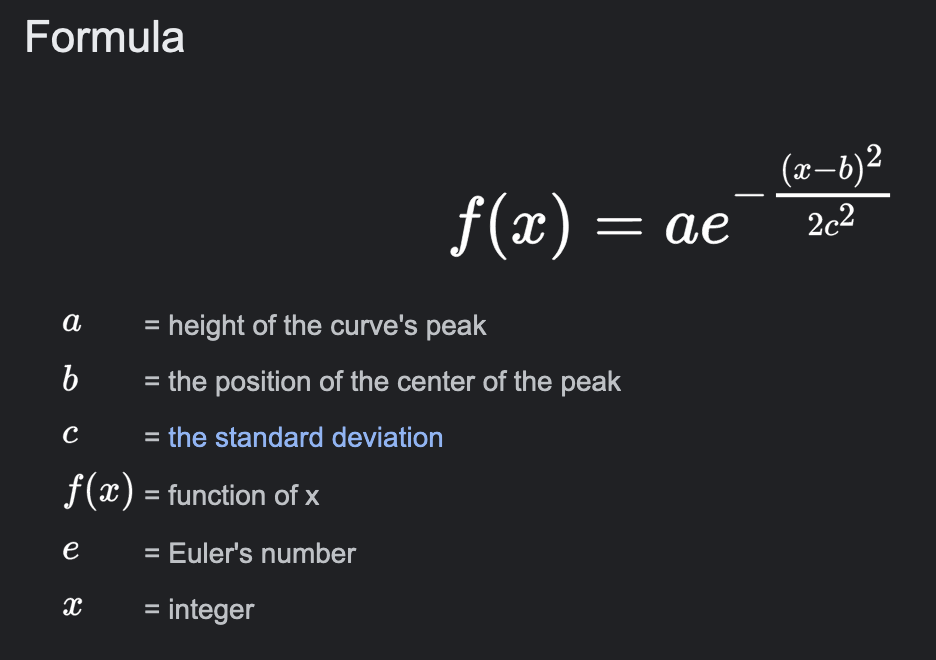 Formula
f(x) = ae^{-\frac{(x-b)^2}{2c^2}}
a = height of the curve's peak
b = the position of the center of the peak
c = the standard deviation
f(x) = function of x
e = Euler's number
x = integer